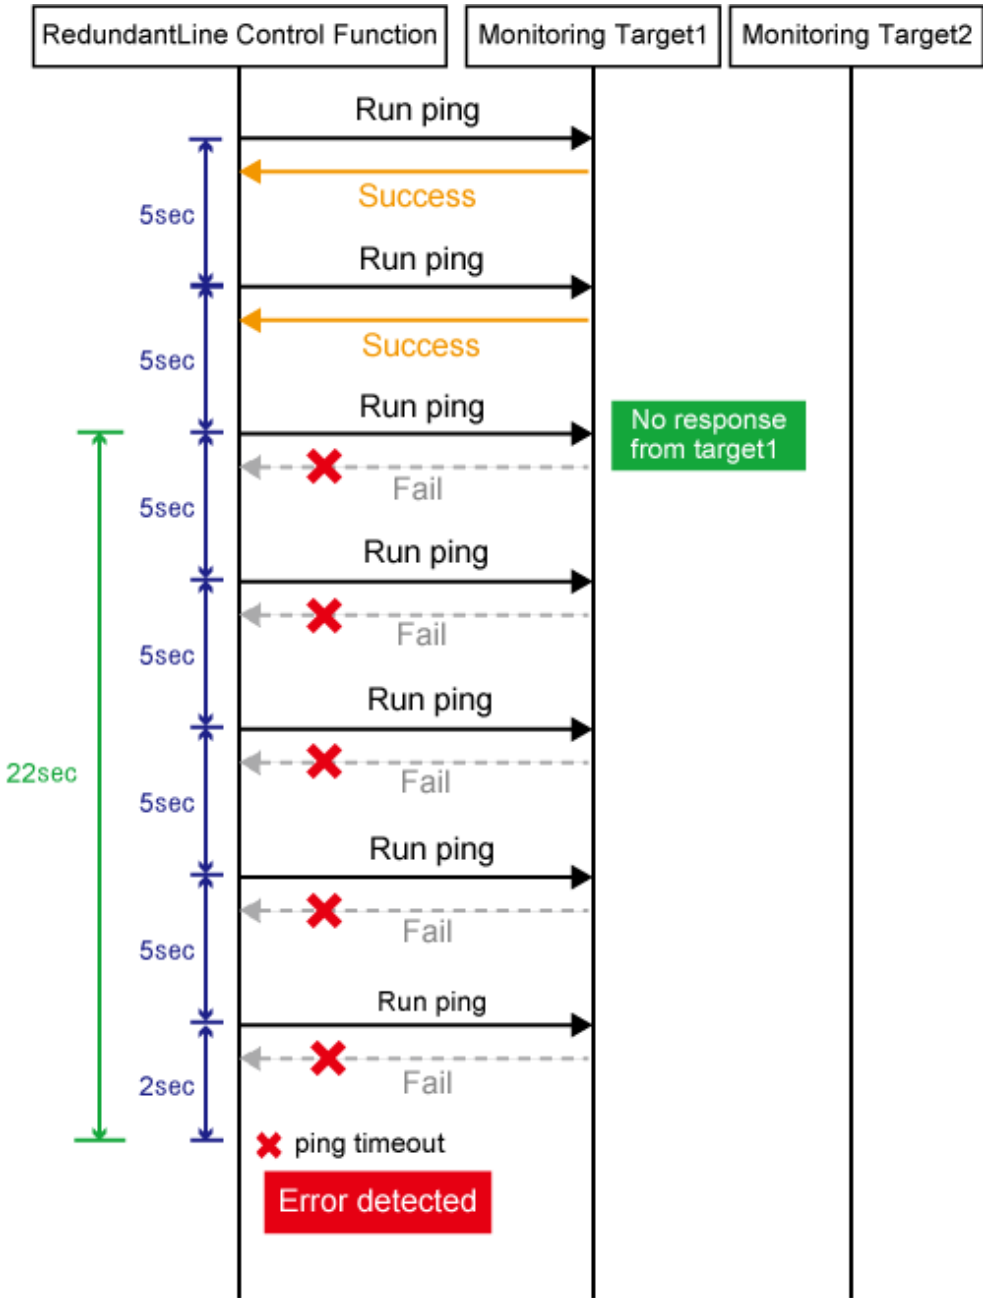 RedundantLine Control Function
Monitoring Target1
Monitoring Target2
Run ping
Success
5sec
Run ping
Success
5sec
Run ping
No response
from target1
Fail
5sec
Run ping
Fail
5sec
Run ping
22sec
Fail
5sec
Run ping
Fail
5sec
Run ping
Fail
2sec
ping timeout
Error detected